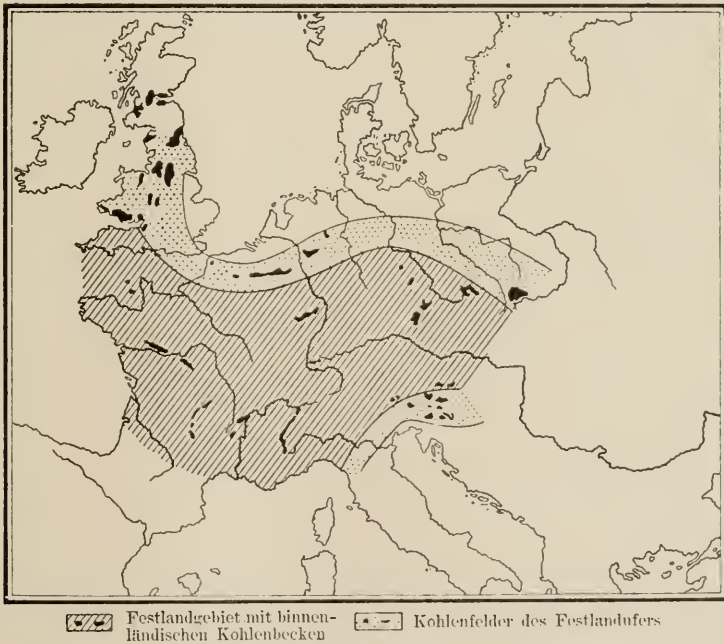 Festlandgebiet mit binnen-
ländischen Kohlenbecken
Kohlenfelder des Festlandufers